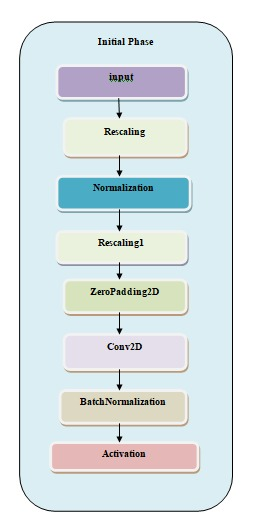 Initial Phase
input
Rescaling
Normalization
Rescaling1
ZeroPadding2D
Conv2D
BatchNormalization
Activation